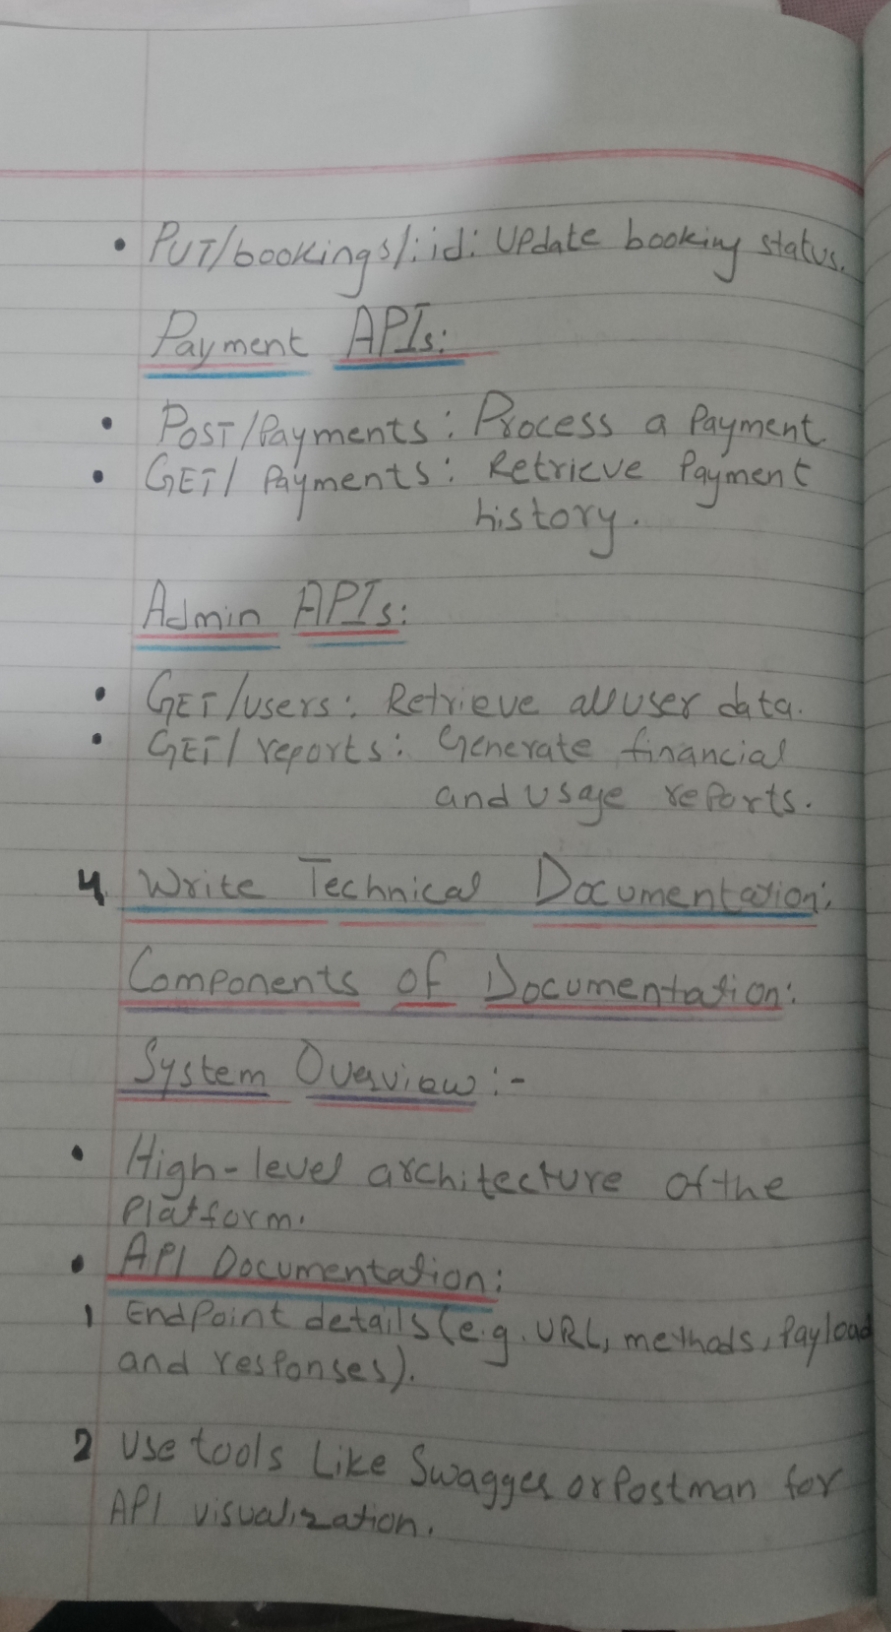 • PUT/bookings/:id: Update booking status.
Payment APIs:
• POST/Payments: Process a Payment
• GET/ Payments: Retrieve Payment
history.
Admin APIs:
• GET/users: Retrieve all user data.
• GET/ reports: Generate financial
and usage reports.
4. Write Technical Documentation:
Components of Documentation:
System Overview:-
• High-level architecture of the
Platform.
• API Documentation:
1 Endpoint details (e.g. URL, methods, Payload
and responses).
2 Use tools Like Swagger or Postman for
API visualization.